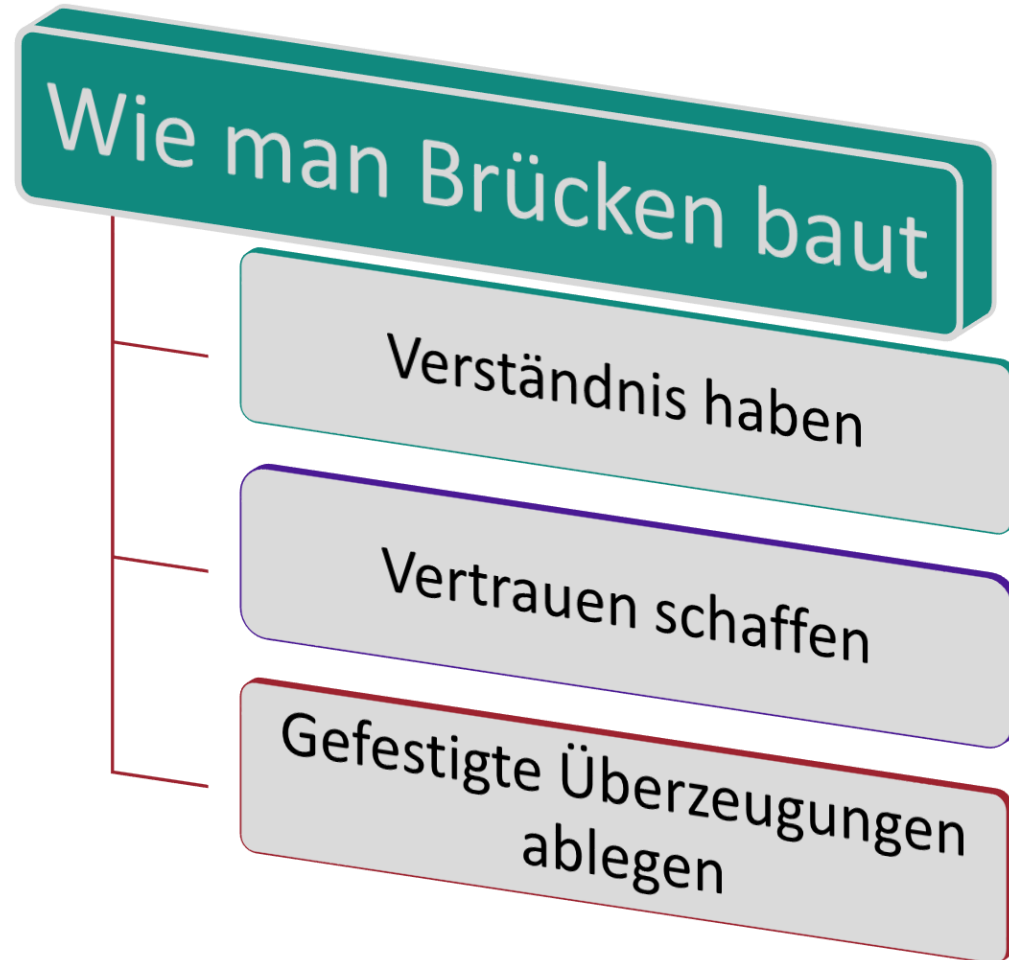 Wie man Brücken baut
Verständnis haben
Vertrauen schaffen
Gefestigte Überzeugungen
ablegen